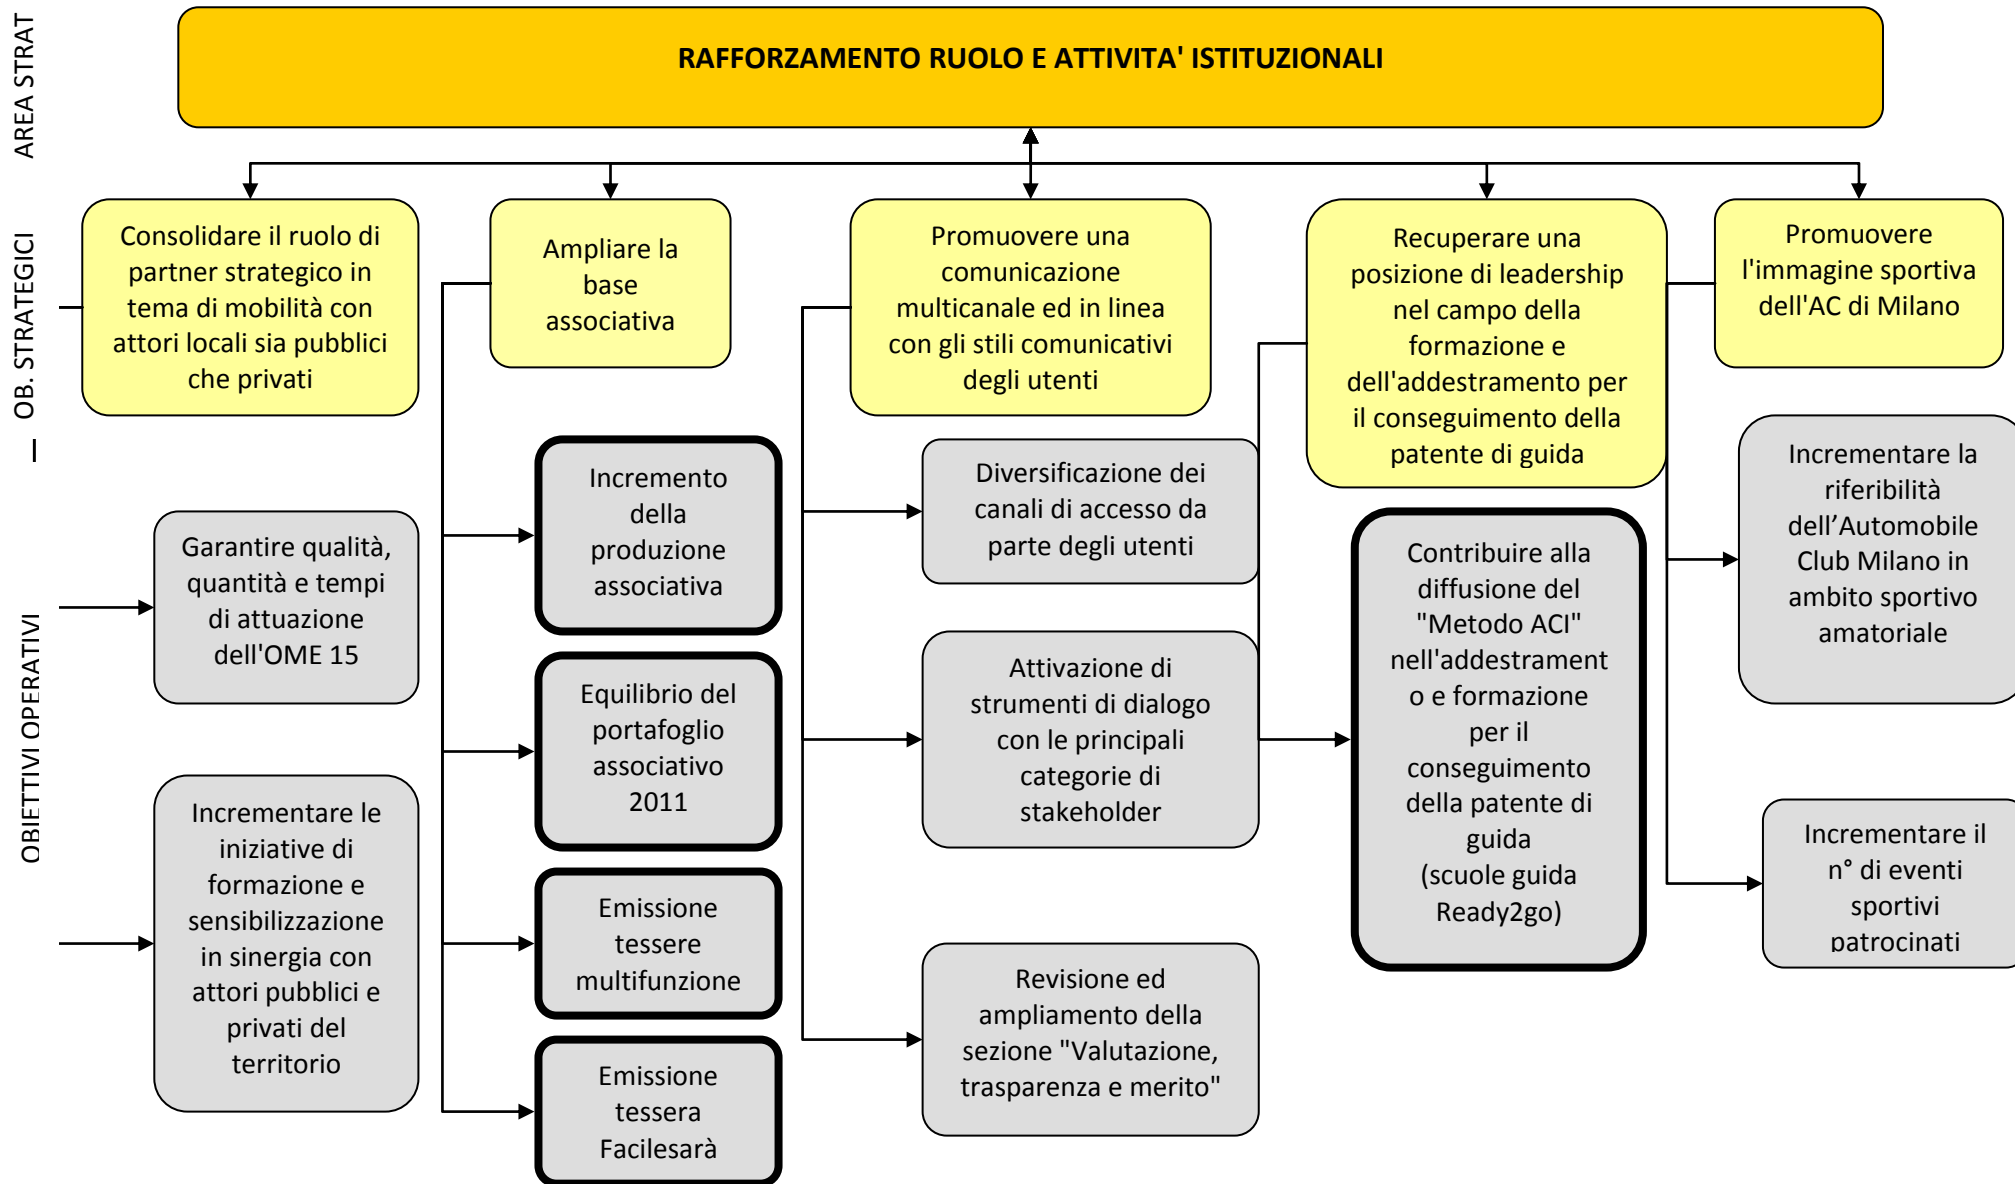 AREA STRAT
RAFFORZAMENTO RUOLO E ATTIVITA' ISTITUZIONALI
OB. STRATEGICI
Consolidare il ruolo di
partner strategico in
tema di mobilità con
attori locali sia pubblici
che privati
Ampliare la
base
associativa
Promuovere una
comunicazione
multicanale ed in linea
con gli stili comunicativi
degli utenti
Recuperare una
posizione di leadership
nel campo della
formazione e
dell'addestramento per
il conseguimento della
patente di guida
Promuovere
l'immagine sportiva
dell'AC di Milano
OBIETTIVI OPERATIVI
Garantire qualità,
quantità e tempi
di attuazione
dell'OME 15
Incrementare le
iniziative di
formazione e
sensibilizzazione
in sinergia con
attori pubblici e
privati del
territorio
Incremento
della
produzione
associativa
Equilibrio del
portafoglio
associativo
2011
Emissione
tessere
multifunzione
Emissione
tessera
Facilesarà
Diversificazione dei
canali di accesso da
parte degli utenti
Attivazione di
strumenti di dialogo
con le principali
categorie di
stakeholder
Revisione ed
ampliamento della
sezione "Valutazione,
trasparenza e merito"
Contribuire alla
diffusione del
"Metodo ACI"
nell'addestrament
o e formazione
per il
conseguimento
della patente di
guida
(scuole guida
Ready2go)
Incrementare la
riferibilità
dell’Automobile
Club Milano in
ambito sportivo
amatoriale
Incrementare il
n° di eventi
sportivi
patrocinati